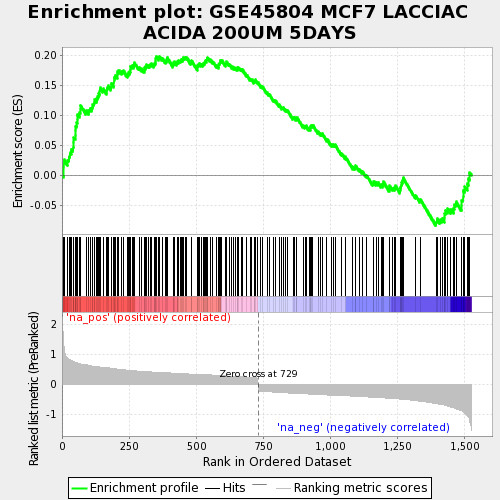 Enrichment plot: GSE45804 MCF7 LACCIAC
ACIDA 200UM 5DAYS
Enrichment score (ES)
0.20
0.15
0.10
0.05
0.00
-0.05
'na_pos' (positively correlated)
Ranked list metric (PreRanked)
2
1
0
-1
Zero cross at 729
'na_neg' (negatively correlated)
0
250
500
750
1,000
1,250
1,500
Rank in Ordered Dataset
Enrichment profile
Hits
Ranking metric scores